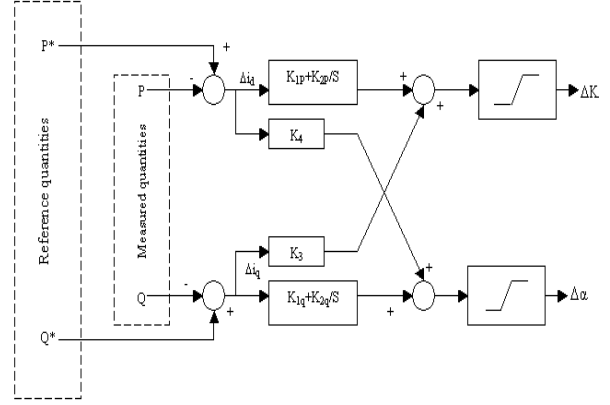 P*
+
-
P
Δid
K1p+K2p/S
+
+
ΔK
K4
Reference quantities
Measured quantities
K3
Δiq
+
Q
-
+
K1q+K2q/S
+
Δα
Q*